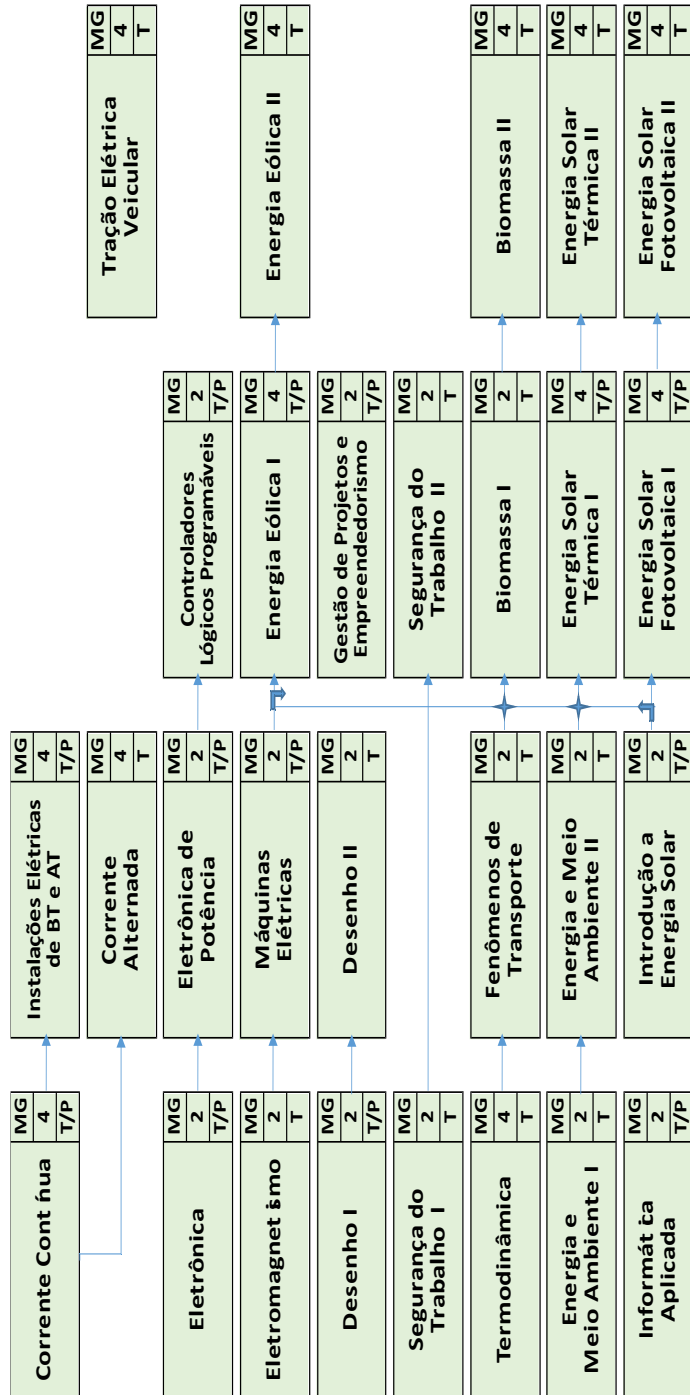 Corrente Contínua
MG
4
T/P
Eletrônica
MG
2
T/P
Eletromagnetismo
MG
2
T
Desenho I
MG
2
T/P
Segurança do
Trabalho I
MG
2
T
Termodinâmica
MG
4
T
Energia e
Meio Ambiente I
MG
2
T
Informática
Aplicada
MG
2
T/P
Instalações Elétricas
de BT e AT
MG
4
T/P
Corrente
Alternada
MG
4
T
Eletrônica de
Potência
MG
2
T/P
Máquinas
Elétricas
MG
2
T/P
Desenho II
MG
2
T
Fenômenos de
Transporte
MG
2
T
Energia e Meio
Ambiente II
MG
2
T
Introdução a
Energia Solar
MG
2
T/P
Controladores
Lógicos Programáveis
MG
2
T/P
Energia Eólica I
MG
4
T/P
Gestão de Projetos e
Empreendedorismo
MG
2
T/P
Segurança do
Trabalho II
MG
2
T
Biomassa I
MG
2
T
Energia Solar
Térmica I
MG
4
T/P
Energia Solar
Fotovoltaica I
MG
4
T/P
Tração Elétrica
Veicular
MG
4
T
Energia Eólica II
MG
4
T
Biomassa II
MG
4
T
Energia Solar
Térmica II
MG
4
T
Energia Solar
Fotovoltaica II
MG
4
T